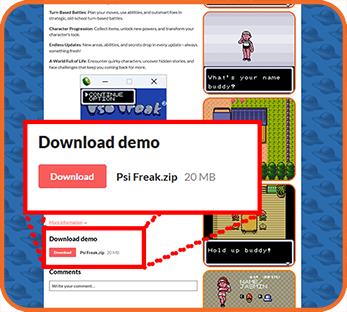 Turn-Based Battles: Plan your moves, use abilities, and outsmart foes in
strategic, old-school turn-based battles.
Character Progression: Collect items, unlock new powers, and transform your
character's look.
Endless Updates: New areas, abilities, and secrets drop in every update—always
something fresh!
A World Full of Life: Encounter quirky characters, uncover hidden stories, and
face challenges that keep you coming back for more.
CONTINUE
OPTION
Psi Freak
What's your name
buddy?
Download demo
Download Psi Freak.zip 20 MB
More information
Download demo
Download Psi Freak.zip 20 MB
Hold up buddy!
Comments
Write your comment...
NAME/
JASMIN